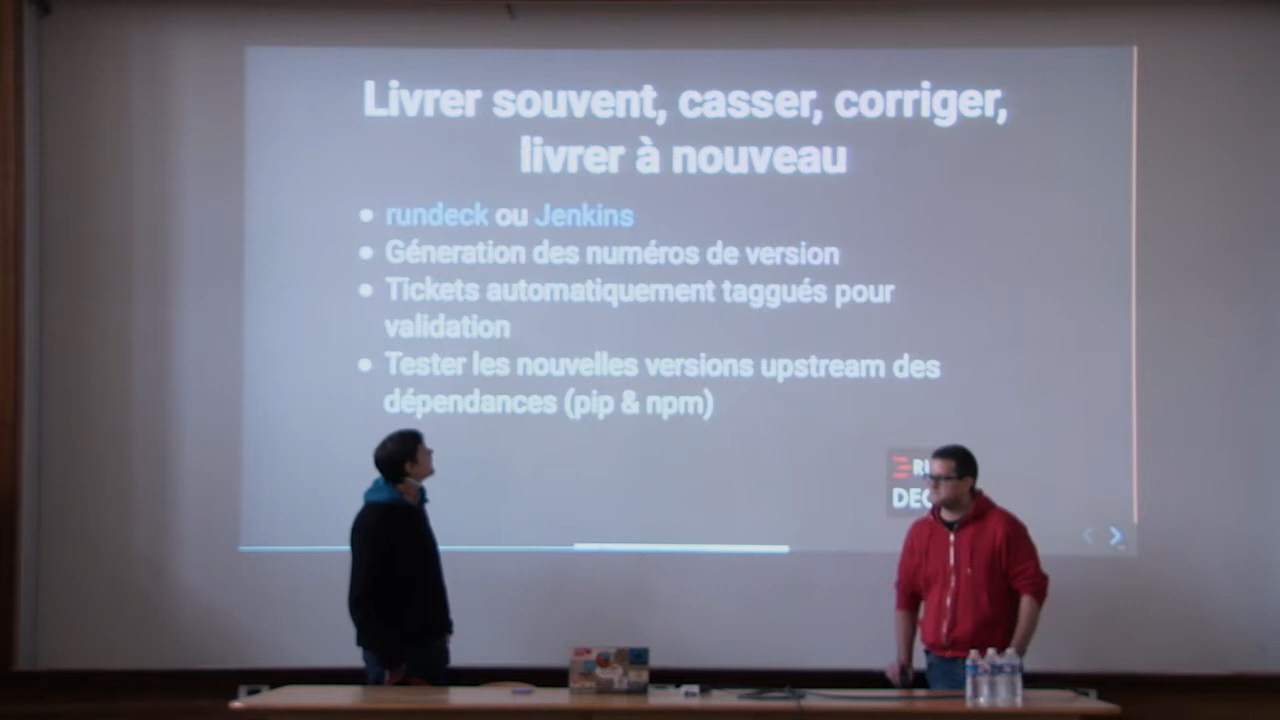 Livrer souvent, casser, corriger,
livrer à nouveau
rundeck ou Jenkins
Géneration des numéros de version
Tickets automatiquement taggués pour
validation
Tester les nouvelles versions upstream des
dépendances (pip & npm)